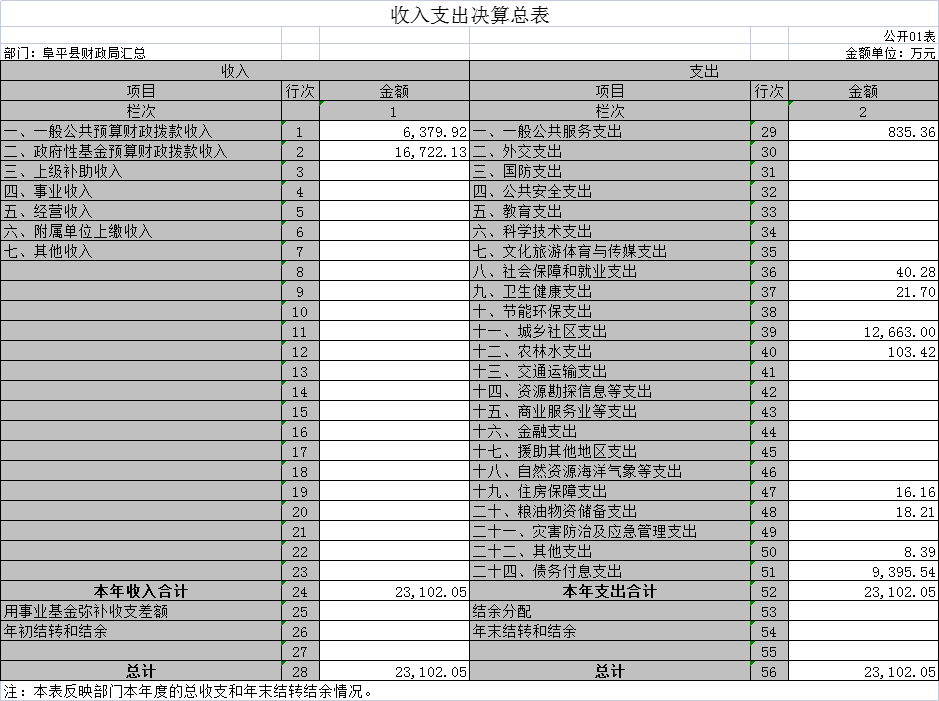 收入支出决算总表
公开01表
部门：阜平县财政局汇总 金额单位：万元
收入 支出
项目 行次 金额 项目 行次 金额
栏次 1 栏次 2
一、一般公共预算财政拨款收入 1 6,379.92 一、一般公共服务支出 29 835.36
二、政府性基金预算财政拨款收入 2 16,722.13 二、外交支出 30
三、上级补助收入 3 三、国防支出 31
四、事业收入 4 四、公共安全支出 32
五、经营收入 5 五、教育支出 33
六、附属单位上缴收入 6 六、科学技术支出 34
七、其他收入 7 七、文化旅游体育与传媒支出 35
8 八、社会保障和就业支出 36 40.28
9 九、卫生健康支出 37 21.70
10 十、节能环保支出 38
11 十一、城乡社区支出 39 12,663.00
12 十二、农林水支出 40 103.42
13 十三、交通运输支出 41
14 十四、资源勘探信息等支出 42
15 十五、商业服务业等支出 43
16 十六、金融支出 44
17 十七、援助其他地区支出 45
18 十八、自然资源海洋气象等支出 46
19 十九、住房保障支出 47 16.16
20 二十、粮油物资储备支出 48 18.21
21 二十一、灾害防治及应急管理支出 49
22 二十二、其他支出 50 8.39
23 二十四、债务付息支出 51 9,395.54
本年收入合计 24 23,102.05 本年支出合计 52 23,102.05
用事业基金弥补收支差额 25 结余分配 53
年初结转和结余 26 年末结转和结余 54
27 55
总计 28 23,102.05 总计 56 23,102.05
注：本表反映部门本年度的总收支和年末结转结余情况。